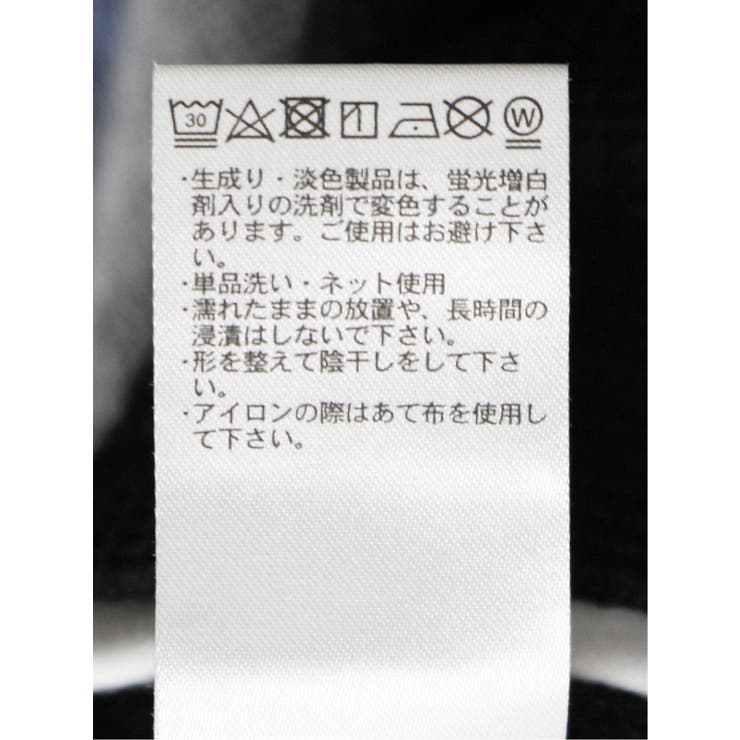 30 W
・生成り・淡色製品は、蛍光増白
剤入りの洗剤で変色することが
あります。ご使用はお避け下さ
い。
・単品洗い・ネット使用
・濡れたままの放置や、長時間の
浸漬はしないで下さい。
・形を整えて陰干しをして下さ
い。
・アイロンの際はあて布を使用し
て下さい。